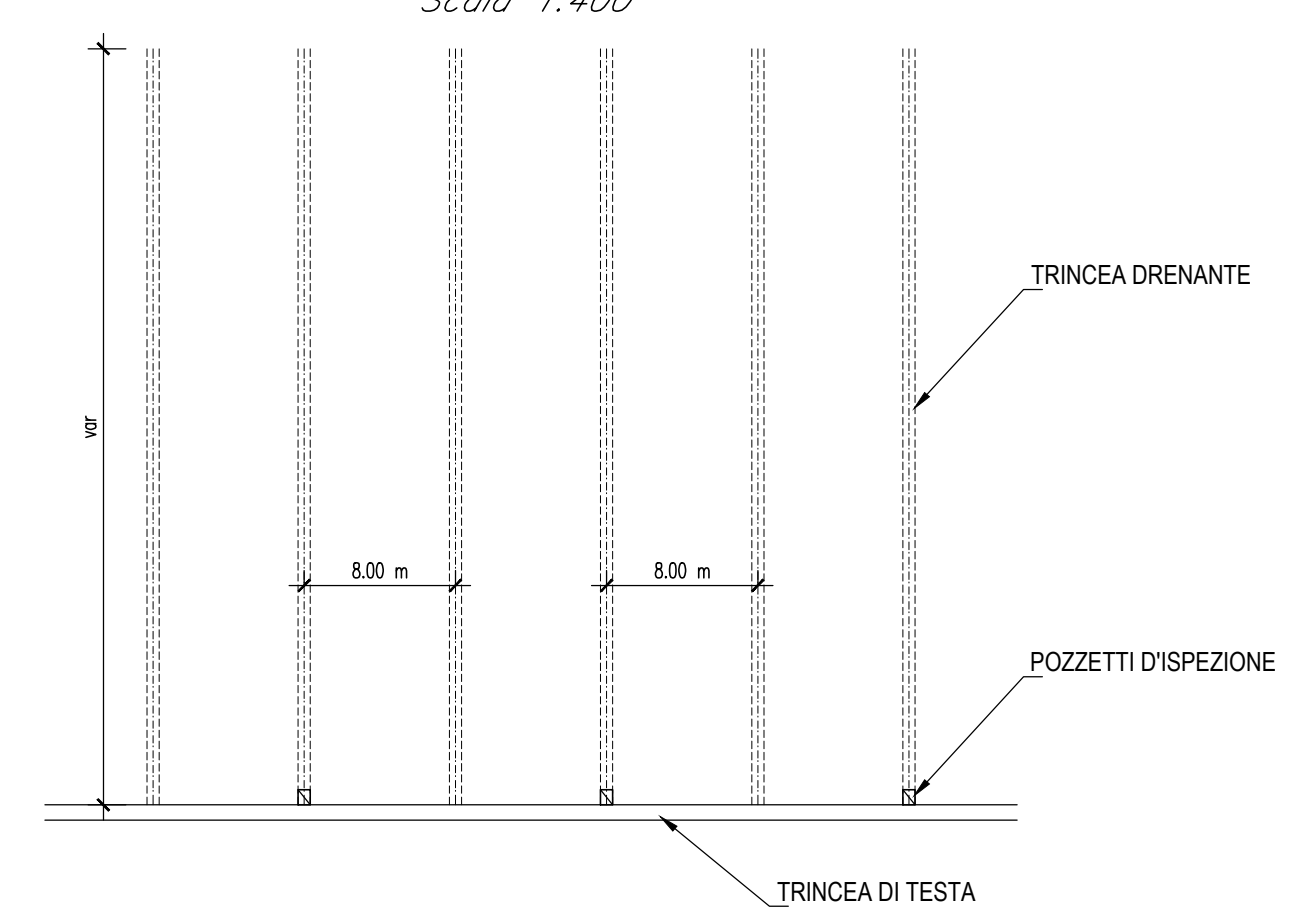 Scala 1:400
TRINCEA DRENANTE
var
8.00 m
8.00 m
POZZETTI D'ISPEZIONE
TRINCEA DI TESTA